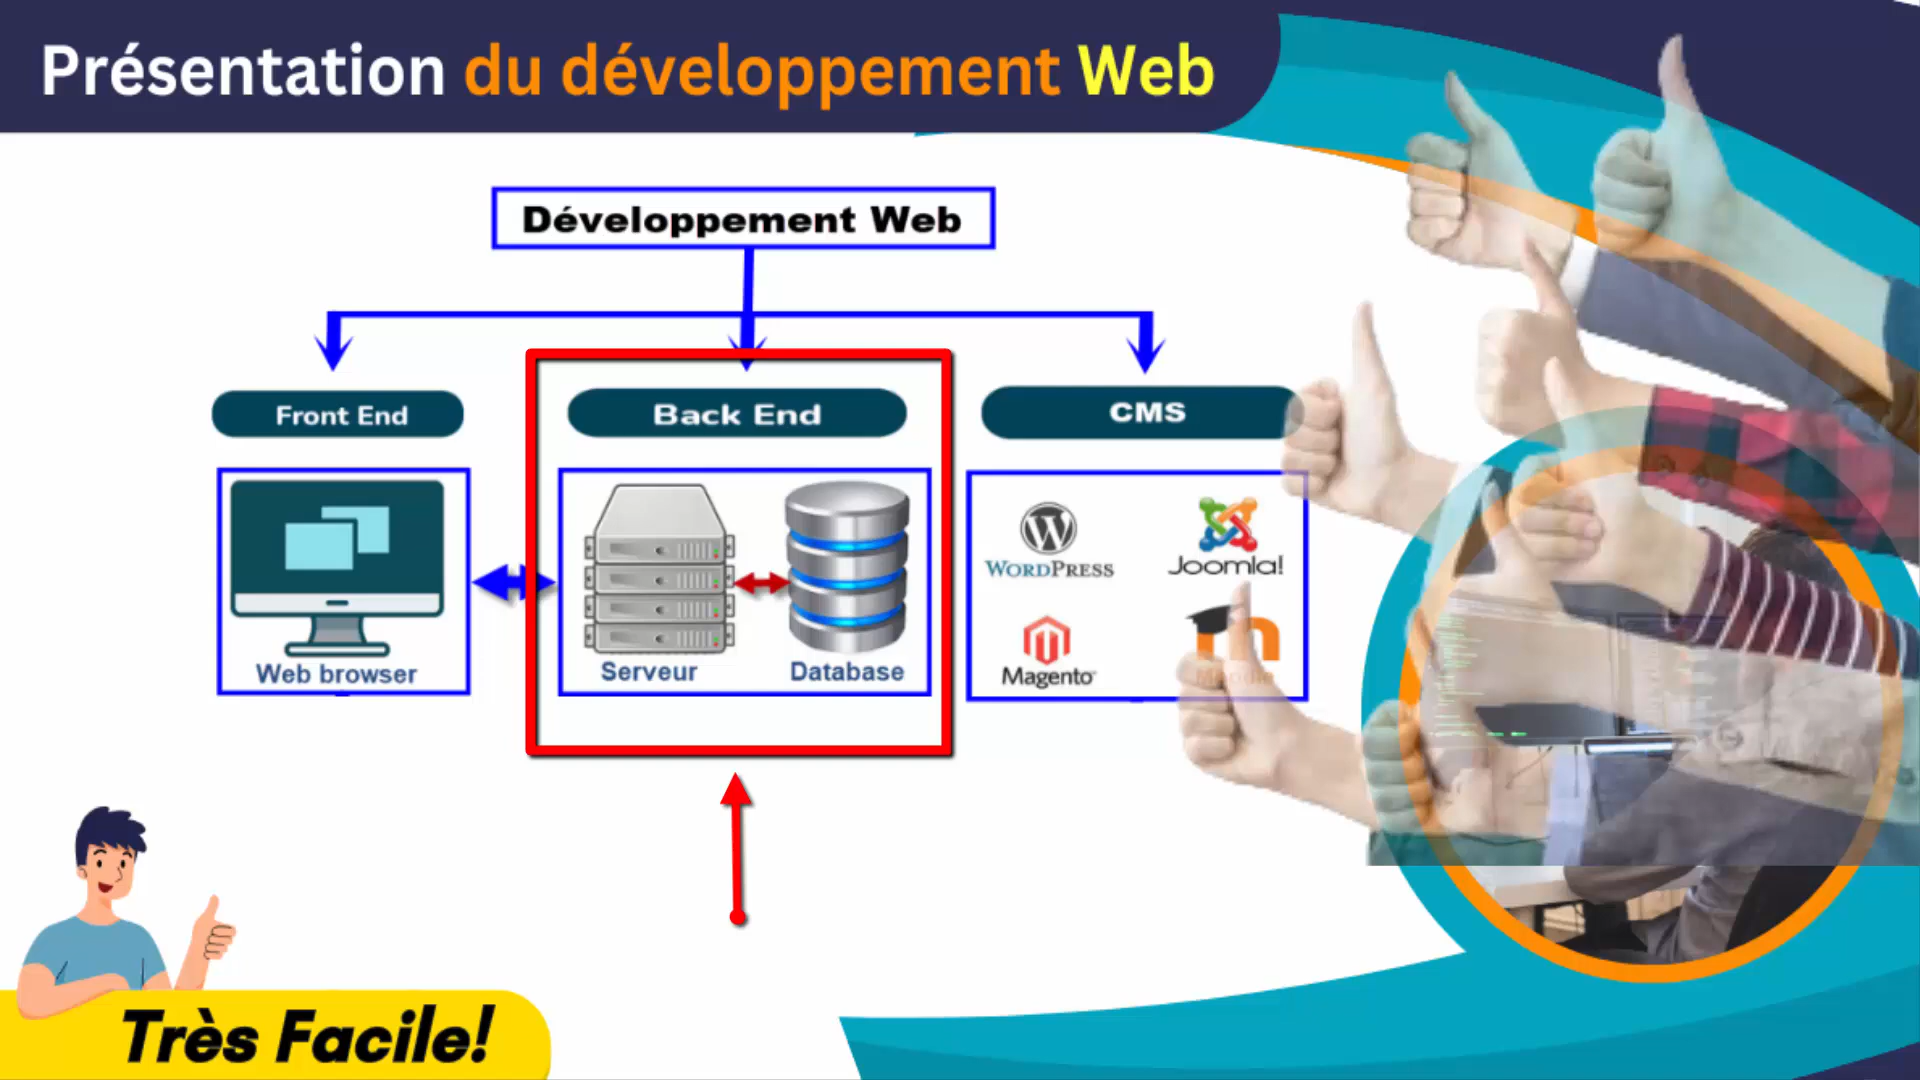 Présentation du développement Web
Développement Web
Front End
Back End
CMS
Web browser
Serveur
Database
WORDPRESS
Joomla!
Magento
Moodle
Très Facile!